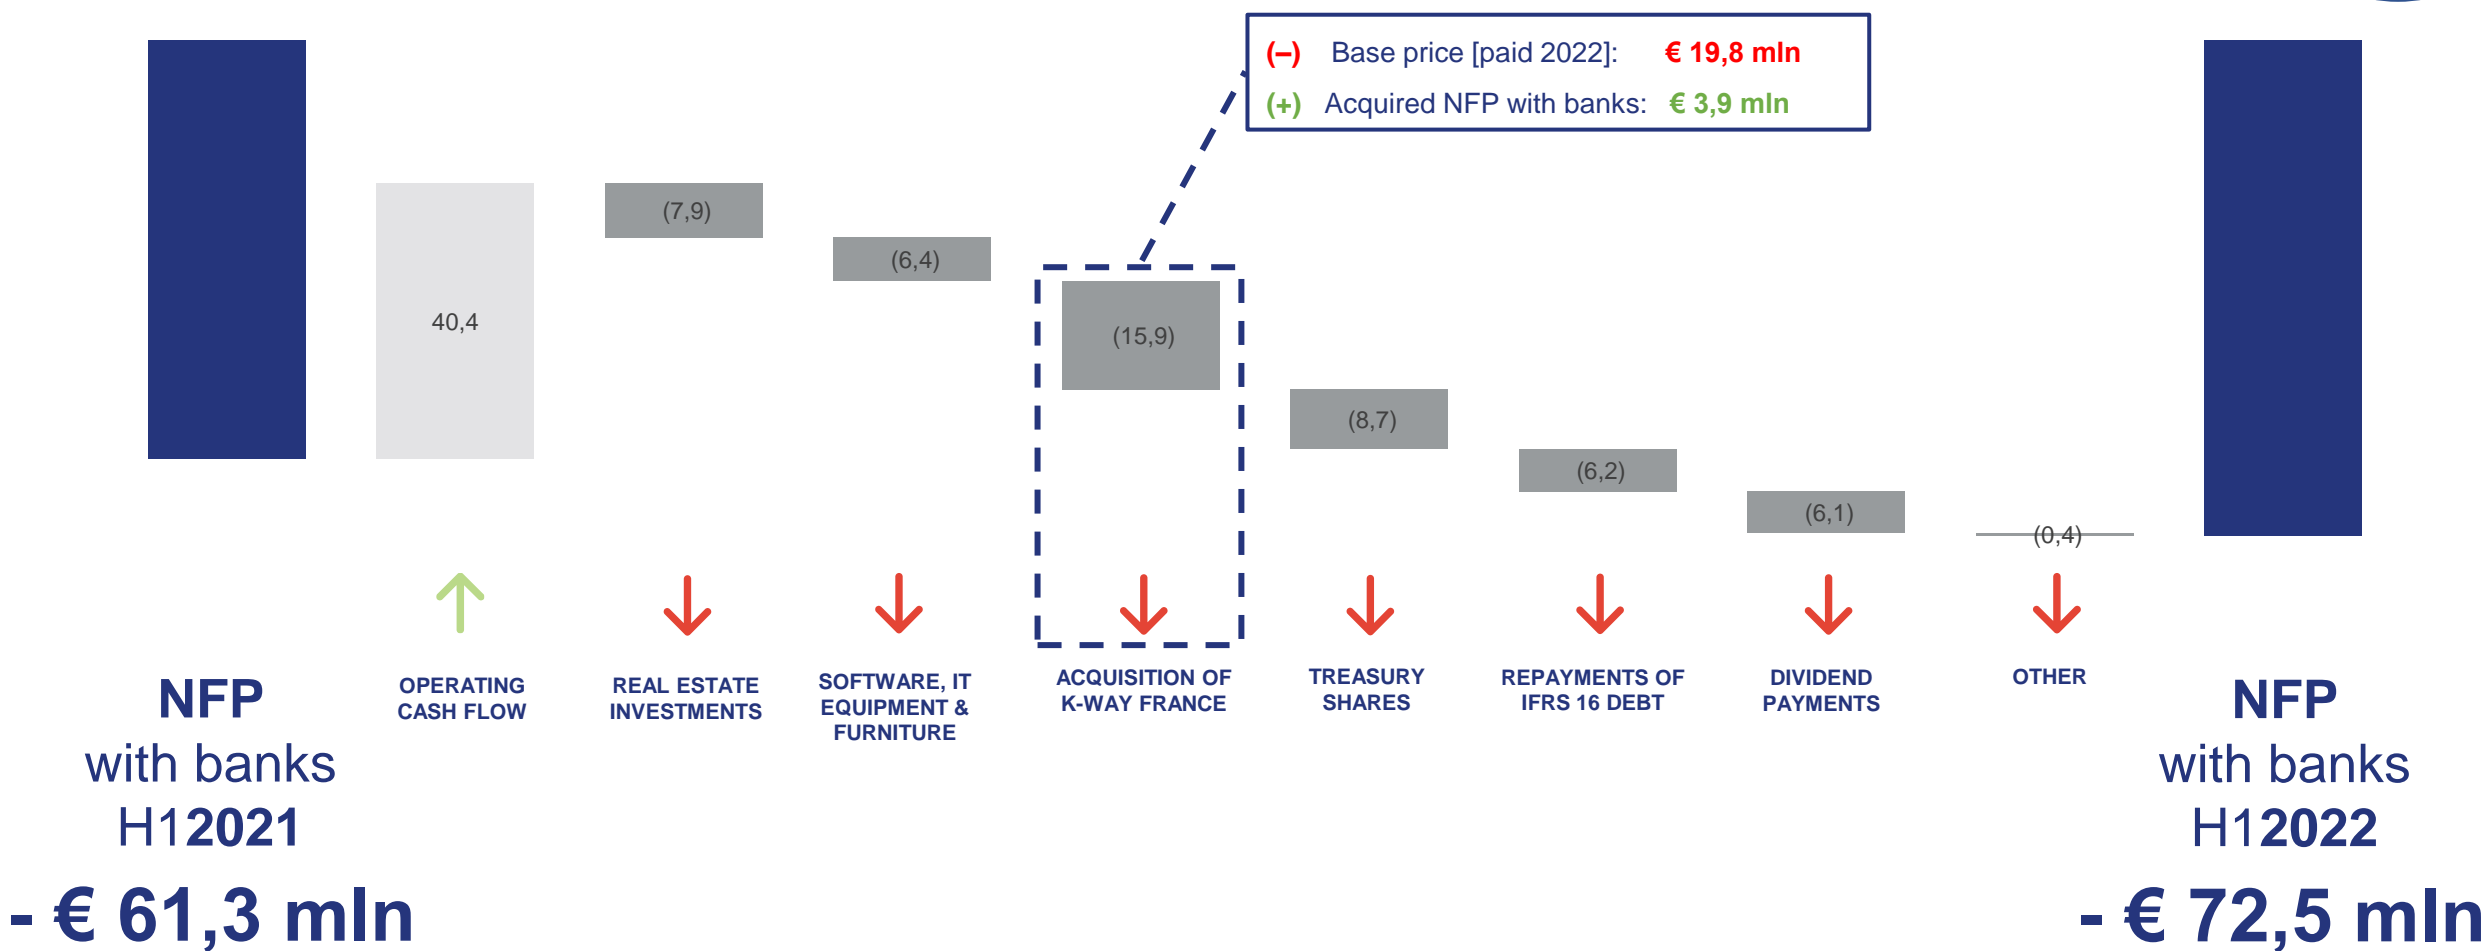 (–) Base price [paid 2022]: € 19,8 mln
(+) Acquired NFP with banks: € 3,9 mln
40,4
(7,9)
(6,4)
(15,9)
(8,7)
(6,2)
(6,1)
(0,4)
NFP
with banks
H12021
- € 61,3 mln
OPERATING
CASH FLOW
REAL ESTATE
INVESTMENTS
SOFTWARE, IT
EQUIPMENT &
FURNITURE
ACQUISITION OF
K-WAY FRANCE
TREASURY
SHARES
REPAYMENTS OF
IFRS 16 DEBT
DIVIDEND
PAYMENTS
OTHER
NFP
with banks
H12022
- € 72,5 mln